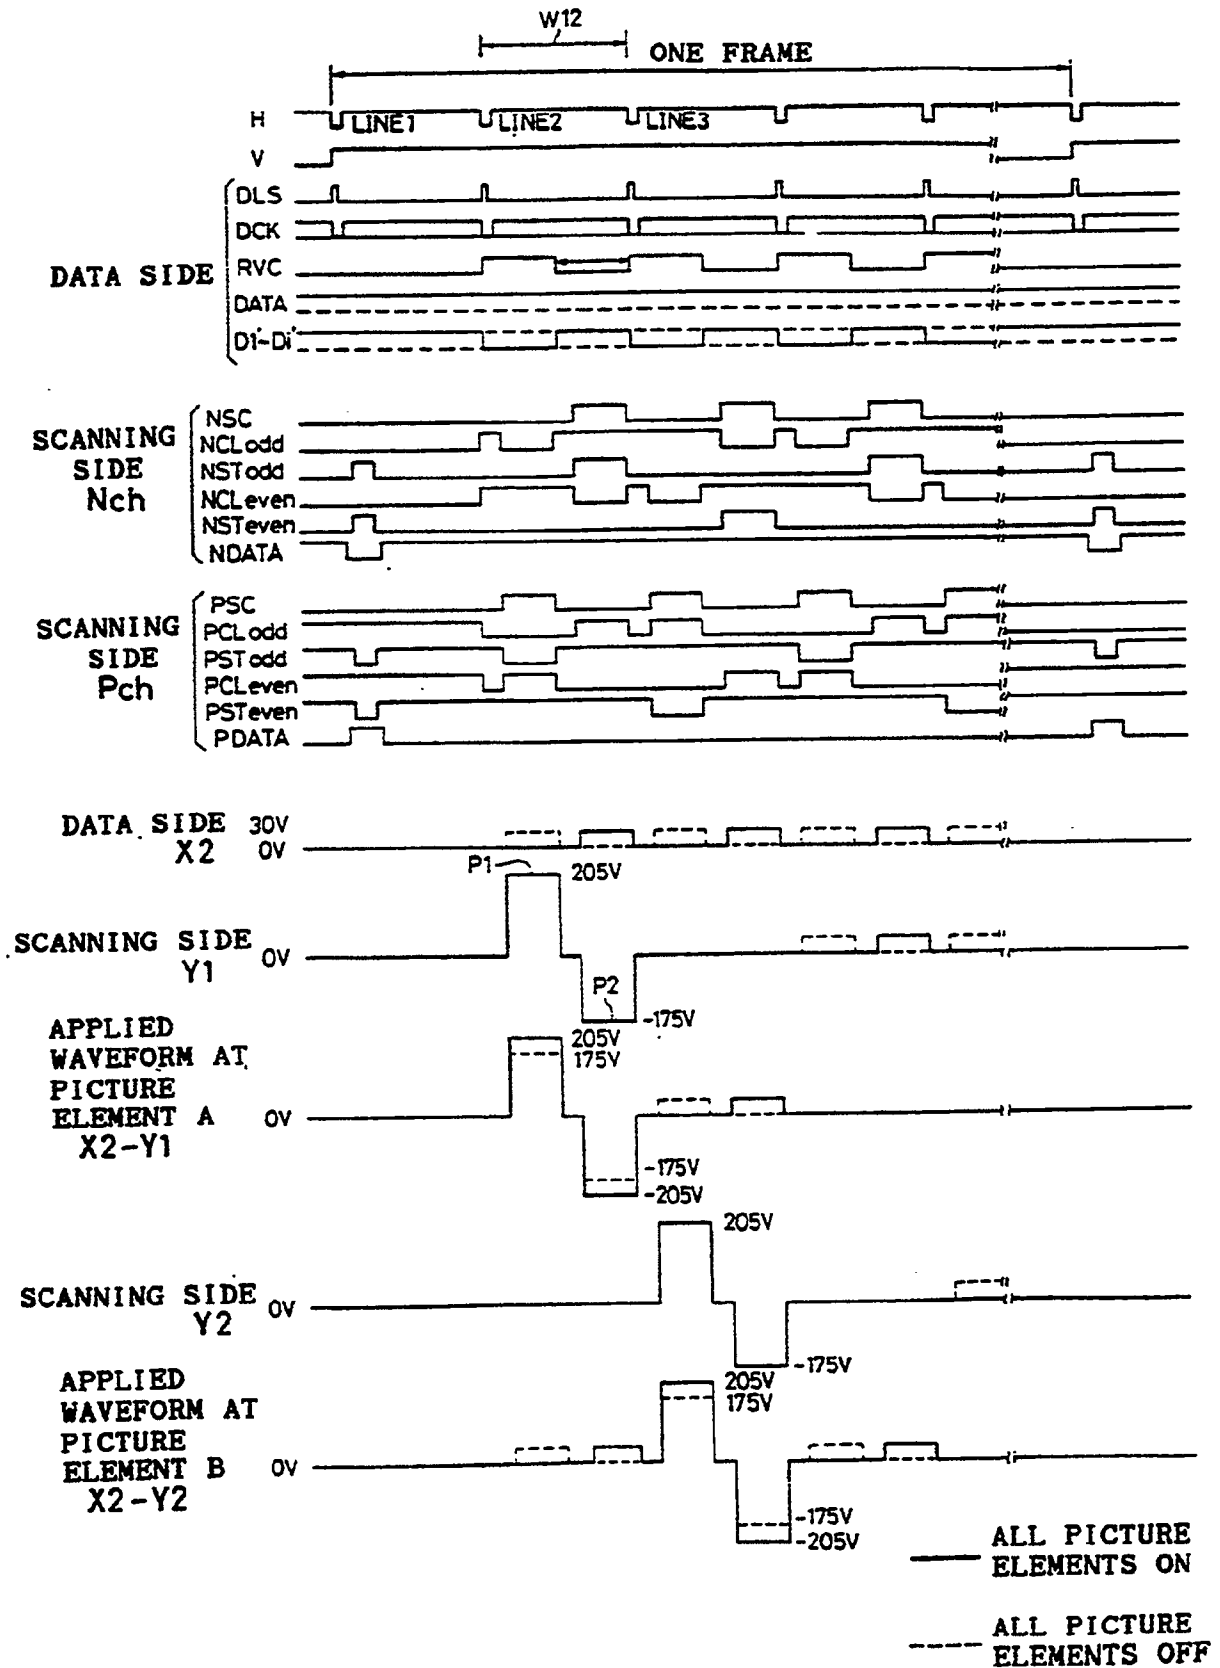 W12
ONE FRAME
H LINE1 LINE2 LINE3
V
DATA SIDE
DLS
DCK
RVC
DATA
D1'~Di'
SCANNING
SIDE
Nch
NSC
NCLodd
NSTodd
NCLeven
NSTeven
NDATA
SCANNING
SIDE
Pch
PSC
PCLodd
PSTodd
PCLeven
PSTeven
PDATA
DATA SIDE 30V
X2 0V
P1 205V
SCANNING SIDE
Y1 0V
P2
-175V
APPLIED
WAVEFORM AT
PICTURE
ELEMENT A
X2-Y1
205V
175V
0V
-175V
-205V
205V
SCANNING SIDE
Y2 0V
-175V
APPLIED
WAVEFORM AT
PICTURE
ELEMENT B
X2-Y2
205V
175V
0V
-175V
-205V
ALL PICTURE
ELEMENTS ON
ALL PICTURE
ELEMENTS OFF